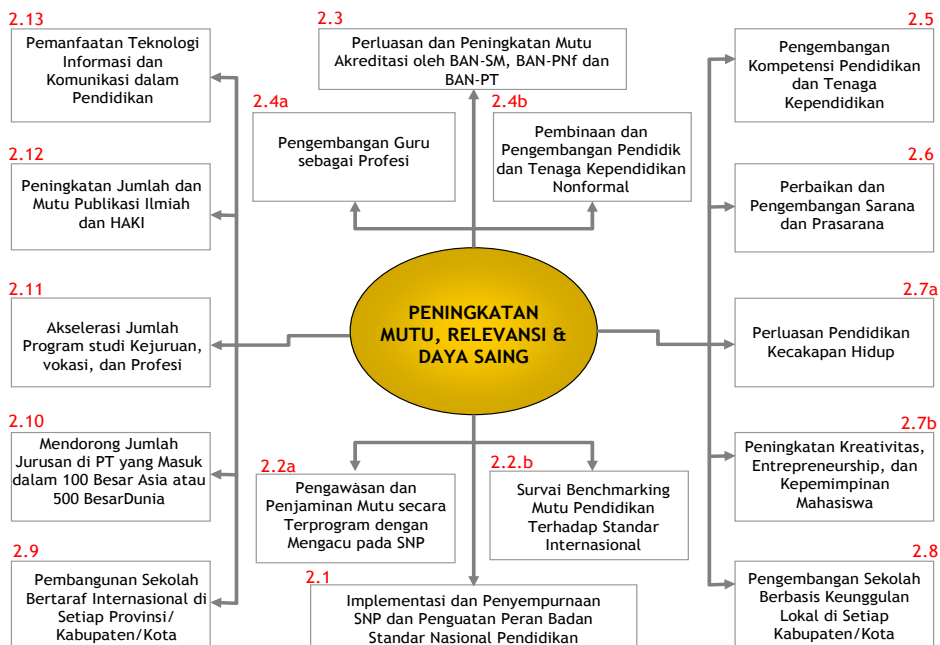 2.13
Pemanfaatan Teknologi
Informasi dan
Komunikasi dalam
Pendidikan
2.3
Perluasan dan Peningkatan Mutu
Akreditasi oleh BAN-SM, BAN-PNf dan
BAN-PT
2.5
Pengembangan
Kompetensi Pendidikan
dan Tenaga
Kependidikan
2.4a
Pengembangan Guru
sebagai Profesi
2.4b
Pembinaan dan
Pengembangan Pendidik
dan Tenaga Kependidikan
Nonformal
2.12
Peningkatan Jumlah dan
Mutu Publikasi Ilmiah
dan HAKI
2.6
Perbaikan dan
Pengembangan Sarana
dan Prasarana
2.11
Akselerasi Jumlah
Program studi Kejuruan,
vokasi, dan Profesi
PENINGKATAN
MUTU, RELEVANSI &
DAYA SAING
2.7a
Perluasan Pendidikan
Kecakapan Hidup
2.10
Mendorong Jumlah
Jurusan di PT yang Masuk
dalam 100 Besar Asia atau
500 BesarDunia
2.2a
Pengawasan dan
Penjaminan Mutu secara
Terprogram dengan
Mengacu pada SNP
2.2.b
Survai Benchmarking
Mutu Pendidikan
Terhadap Standar
Internasional
2.7b
Peningkatan Kreativitas,
Entrepreneurship, dan
Kepemimpinan
Mahasiswa
2.9
Pembangunan Sekolah
Bertaraf Internasional di
Setiap Provinsi/
Kabupaten/Kota
2.1
Implementasi dan Penyempurnaan
SNP dan Penguatan Peran Badan
Standar Nasional Pendidikan
2.8
Pengembangan Sekolah
Berbasis Keunggulan
Lokal di Setiap
Kabupaten/Kota